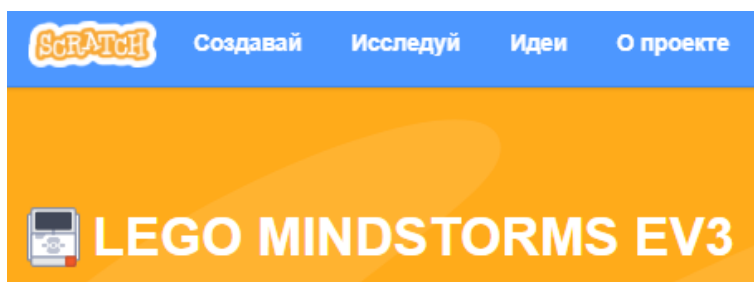 SCRATCH Создавай Исследуй Идеи О проекте
LEGO MINDSTORMS EV3